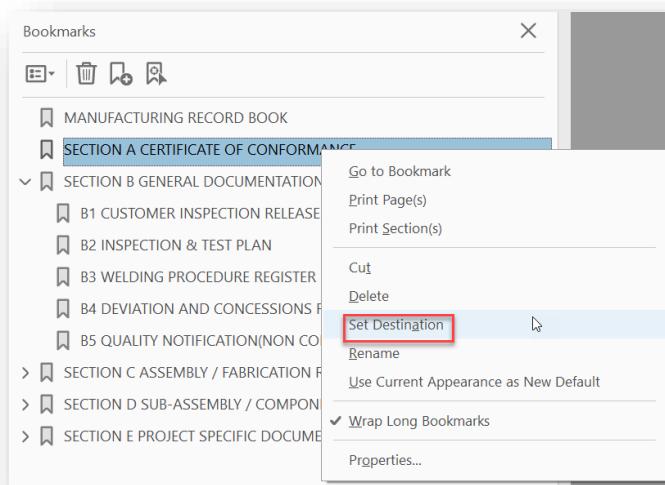 Bookmarks
MANUFACTURING RECORD BOOK
SECTION A CERTIFICATE OF CONFORMANCE
SECTION B GENERAL DOCUMENTATION
B1 CUSTOMER INSPECTION RELEASE
B2 INSPECTION & TEST PLAN
B3 WELDING PROCEDURE REGISTER
B4 DEVIATION AND CONCESSIONS
B5 QUALITY NOTIFICATION(NON
SECTION C ASSEMBLY / FABRICATION
SECTION D SUB-ASSEMBLY /
SECTION E PROJECT SPECIFIC
Go to Bookmark
Print Page(s)
Print Section(s)
Cut
Delete
Set Destination
Rename
Use Current Appearance as New Default
Wrap Long Bookmarks
Properties...